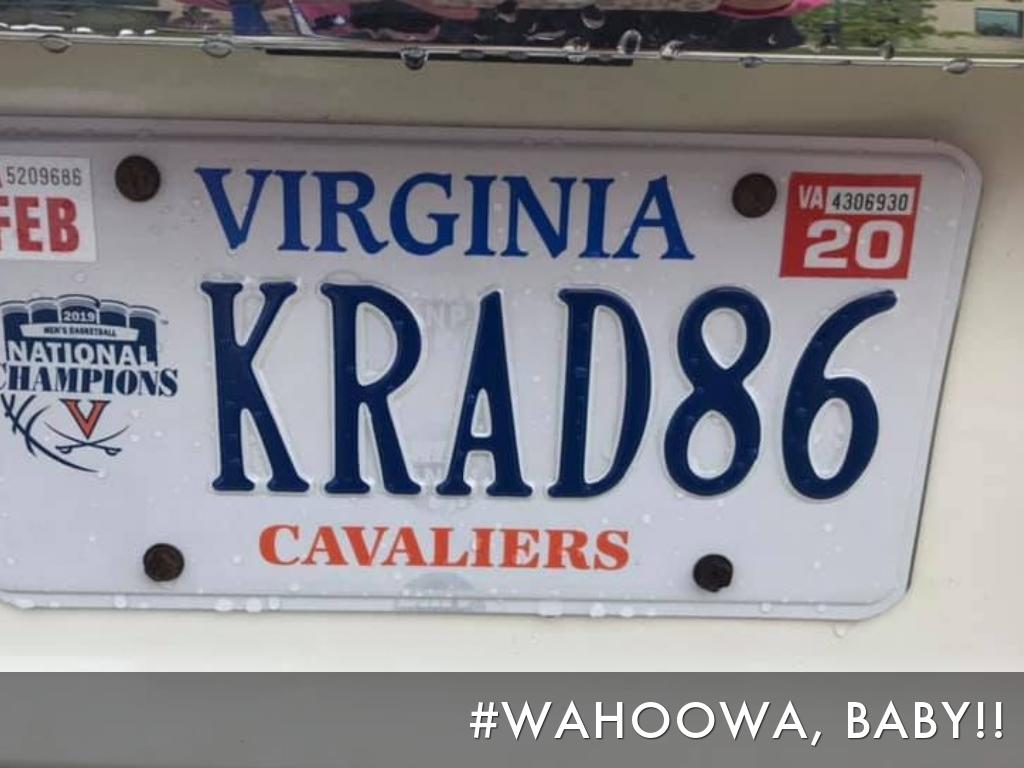 5209686
FEB
VIRGINIA
VA 4306930
20
2019
MEN'S BASKETBALL
NATIONAL
CHAMPIONS
V
KRAD86
CAVALIERS
#WAHOOWA, BABY!!